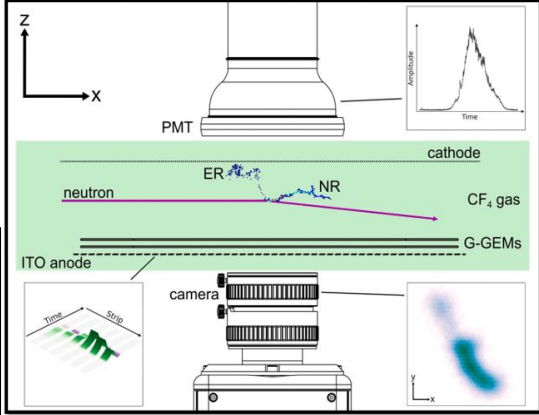 z
x
PMT
Amplitude
Time
cathode
ER
NR
neutron
CF₄ gas
G-GEMs
ITO anode
camera
Time
Strip
y
x